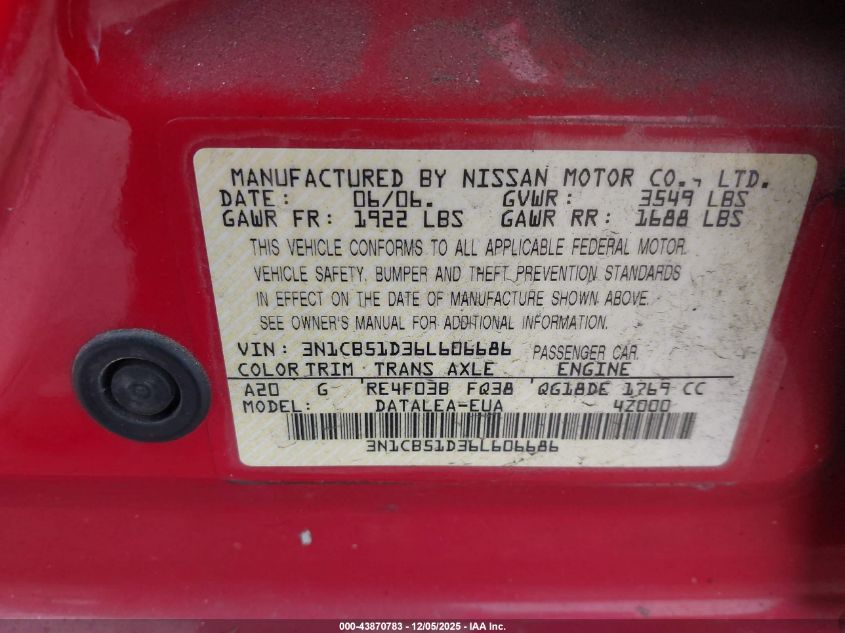 MANUFACTURED BY NISSAN MOTOR CO., LTD.
DATE: 06/06. GVWR: 3549 LBS
GAWR FR: 1922 LBS GAWR RR: 1688 LBS
THIS VEHICLE CONFORMS TO ALL APPLICABLE FEDERAL MOTOR
VEHICLE SAFETY, BUMPER AND THEFT PREVENTION STANDARDS
IN EFFECT ON THE DATE OF MANUFACTURE SHOWN ABOVE.
SEE OWNER'S MANUAL FOR ADDITIONAL INFORMATION.
VIN: 3N1CB51D36L606686 PASSENGER CAR
COLOR TRIM TRANS AXLE ENGINE
A20 G RE4F03B FQ38 QG18DE 1769 CC
MODEL: DATALEA-EUA 4Z000
3N1CB51D36L606686
000-43870783 - 12/05/2025 - IAA Inc.